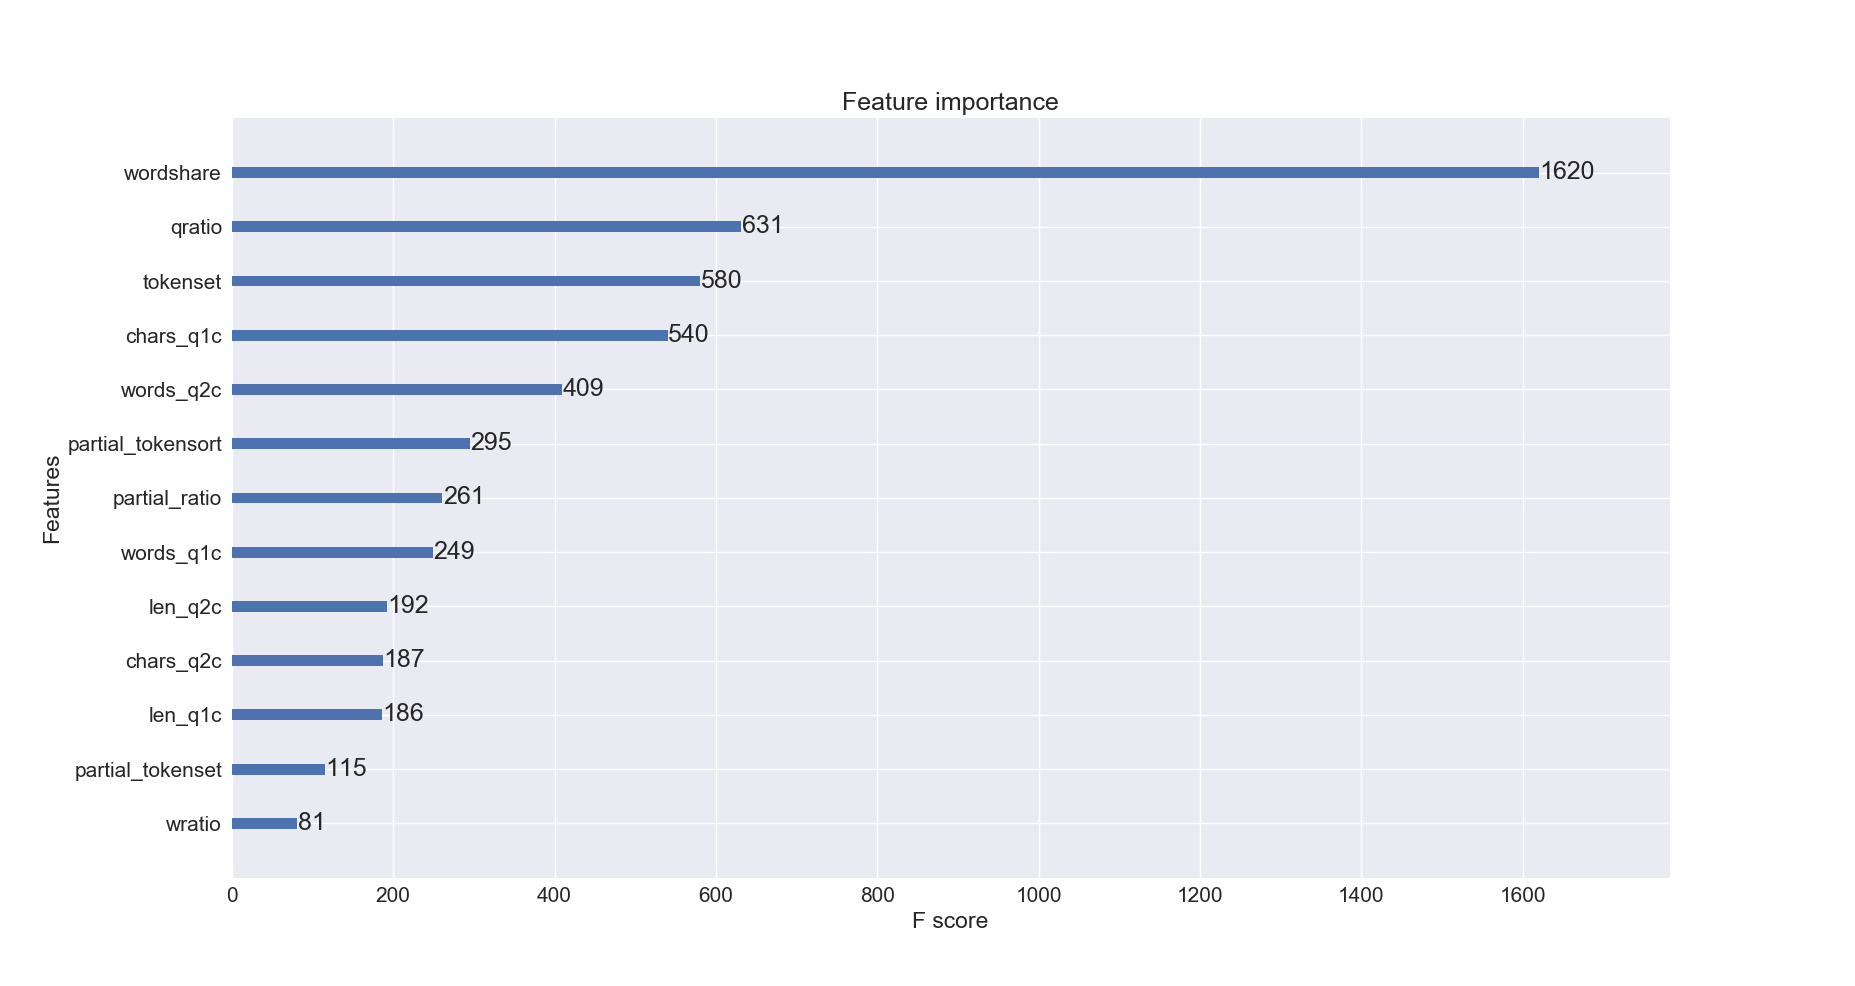 Feature importance
wordshare 1620
qratio 631
tokenset 580
chars_q1c 540
words_q2c 409
partial_tokensort 295
partial_ratio 261
words_q1c 249
len_q2c 192
chars_q2c 187
len_q1c 186
partial_tokenset 115
wratio 81
Features
0 200 400 600 800 1000 1200 1400 1600
F score